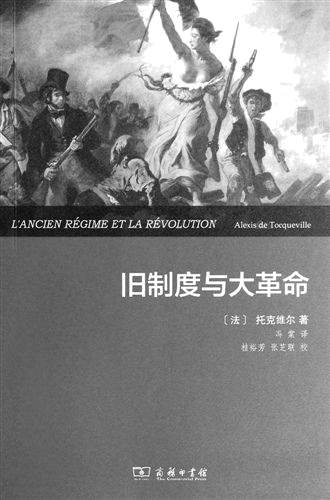 L'ANCIEN RÉGIME ET LA RÉVOLUTION Alexis de Tocqueville
旧制度与大革命
〔法〕 托克维尔 著
冯棠 译
桂裕芳 张芝联 校
商务印书馆
The Commercial Press